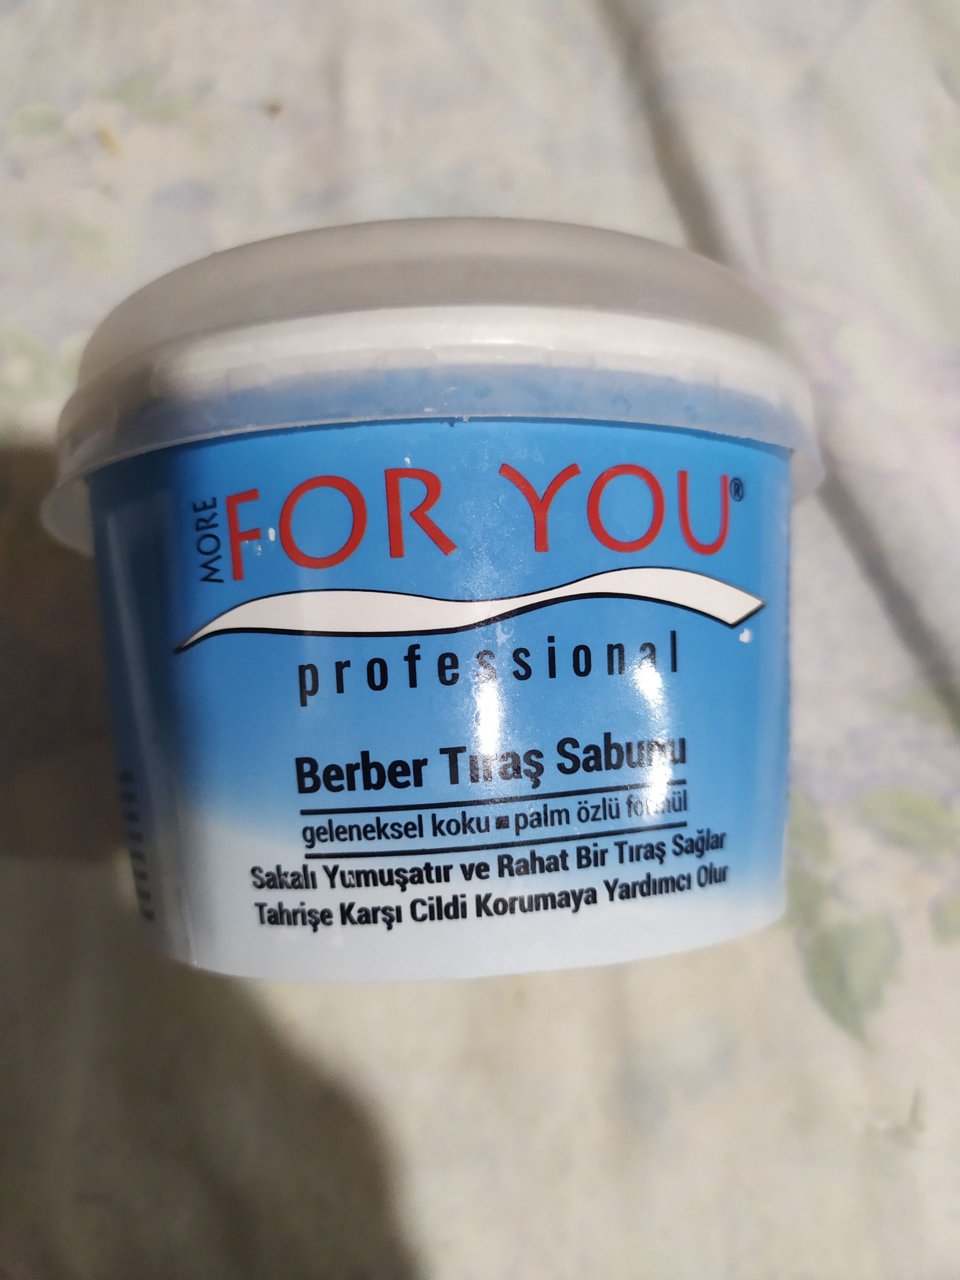 MORE
FOR YOU®
professional
Berber Tıraş Sabunu
geleneksel koku ■ palm özlü formül
Sakalı Yumuşatır ve Rahat Bir Tıraş Sağlar
Tahrişe Karşı Cildi Korumaya Yardımcı Olur